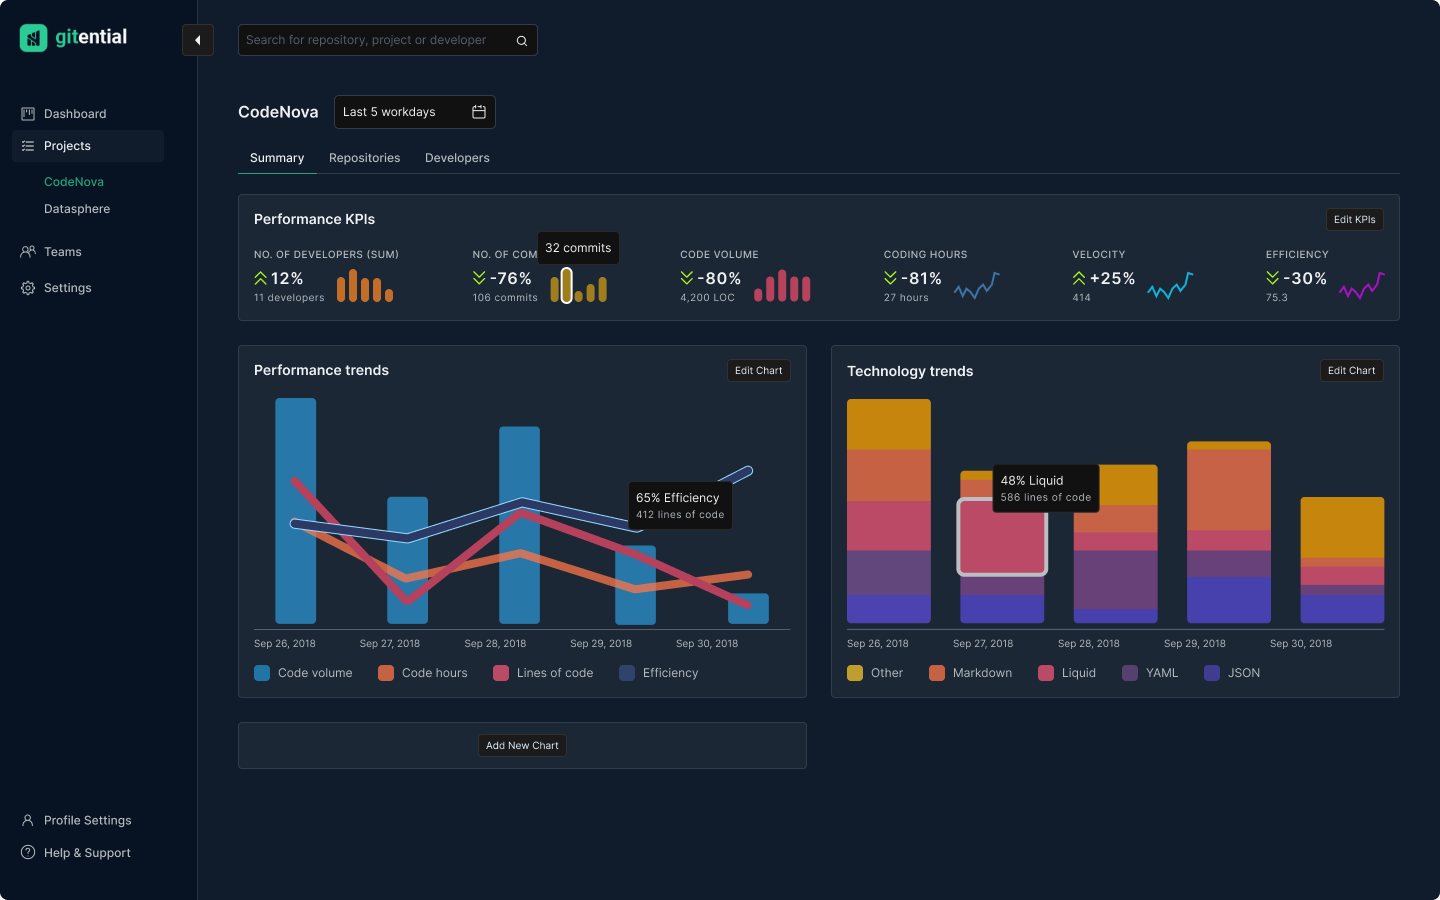 gitential
Search for repository, project or developer
CodeNova
Last 5 workdays
Dashboard
Projects
CodeNova
Datasphere
Teams
Settings
Profile Settings
Help & Support
Summary
Repositories
Developers
Performance KPIs
Edit KPIs
NO. OF DEVELOPERS (SUM)
12%
11 developers
NO. OF COM
-76%
106 commits
32 commits
CODE VOLUME
-80%
4,200 LOC
CODING HOURS
-81%
27 hours
VELOCITY
+25%
414
EFFICIENCY
-30%
75.3
Performance trends
Edit Chart
65% Efficiency
412 lines of code
Sep 26, 2018
Sep 27, 2018
Sep 28, 2018
Sep 29, 2018
Sep 30, 2018
Code volume
Code hours
Lines of code
Efficiency
Technology trends
Edit Chart
48% Liquid
586 lines of code
Sep 26, 2018
Sep 27, 2018
Sep 28, 2018
Sep 29, 2018
Sep 30, 2018
Other
Markdown
Liquid
YAML
JSON
Add New Chart